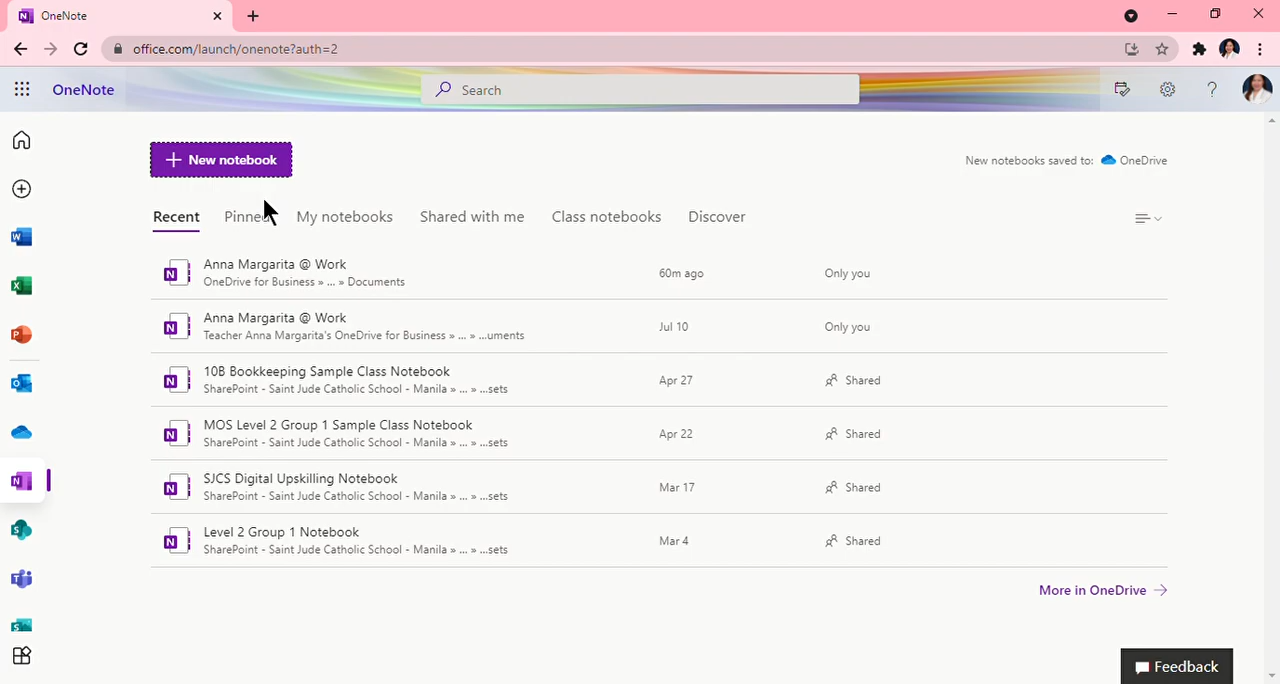 OneNote
office.com/launch/onenote?auth=2
OneNote
Search
New notebook
New notebooks saved to: OneDrive
Recent Pinned My notebooks Shared with me Class notebooks Discover
Anna Margarita @ Work
60m ago Only you
OneDrive for Business » ... » Documents
Anna Margarita @ Work
Jul 10 Only you
Teacher Anna Margarita's OneDrive for Business » ... » ...uments
10B Bookkeeping Sample Class Notebook
Apr 27 Shared
SharePoint - Saint Jude Catholic School - Manila » ... » ...sets
MOS Level 2 Group 1 Sample Class Notebook
Apr 22 Shared
SharePoint - Saint Jude Catholic School - Manila » ... » ...sets
SJCS Digital Upskilling Notebook
Mar 17 Shared
SharePoint - Saint Jude Catholic School - Manila » ... » ...sets
Level 2 Group 1 Notebook
Mar 4 Shared
SharePoint - Saint Jude Catholic School - Manila » ... » ...sets
More in OneDrive
Feedback